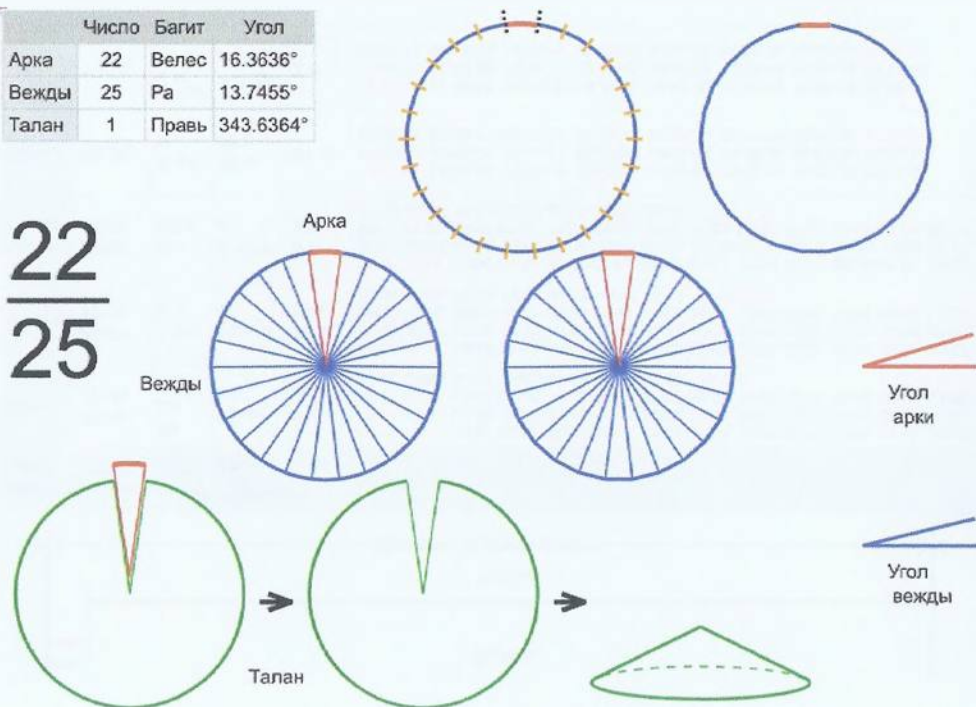 Число Багит Угол
Арка 22 Велес 16.3636°
Вежды 25 Ра 13.7455°
Талан 1 Правь 343.6364°
22
25
Арка
Вежды
Угол
арки
Угол
вежды
Талан